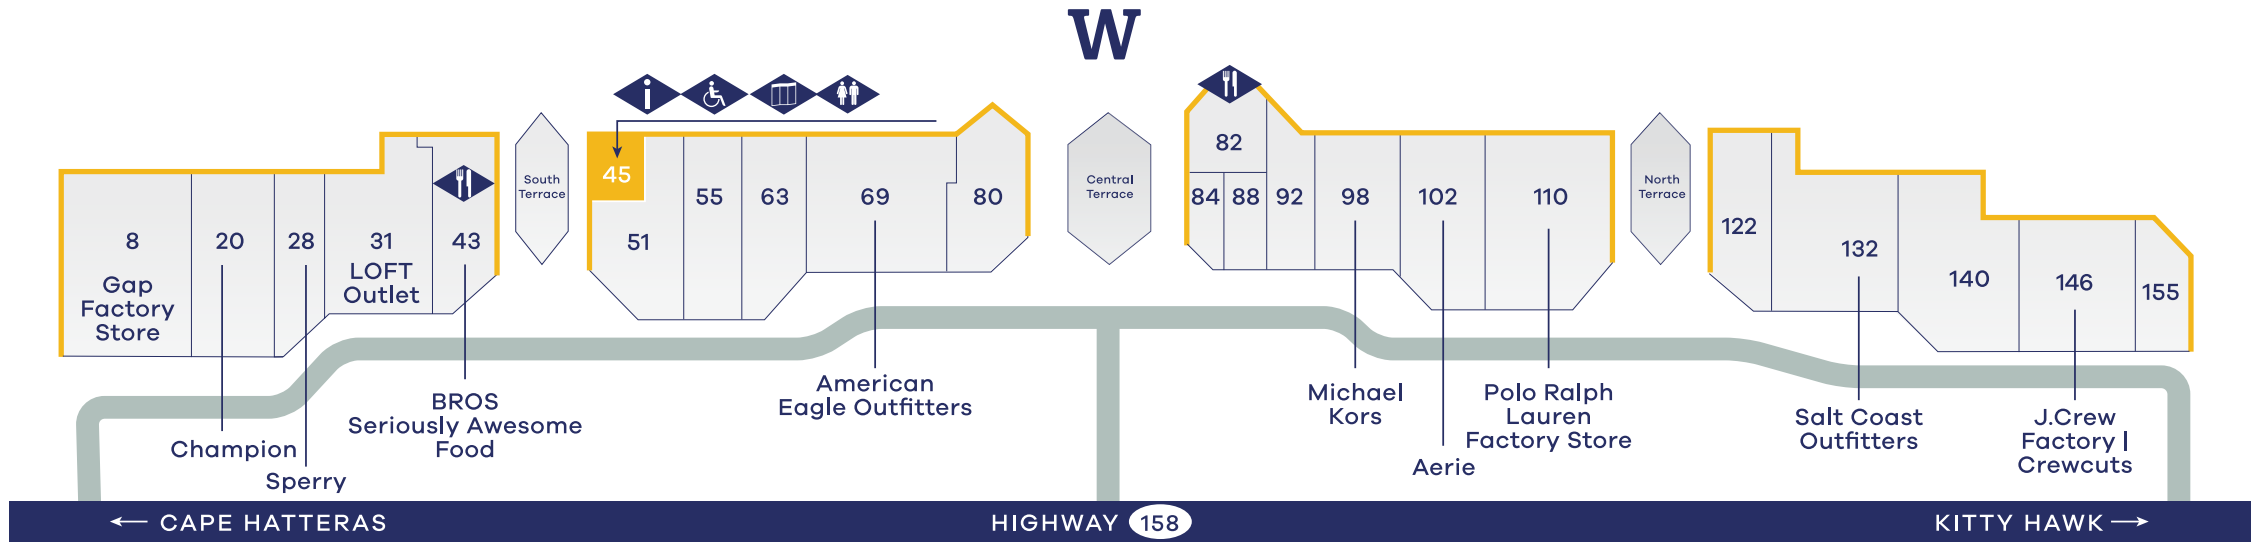 W
8
Gap
Factory
Store
20
28
31
LOFT
Outlet
43
South
Terrace
45
51
55
63
69
80
Central
Terrace
82
84
88
92
98
102
110
North
Terrace
122
132
140
146
155
Champion
Sperry
BROS
Seriously Awesome
Food
American
Eagle Outfitters
Michael
Kors
Aerie
Polo Ralph
Lauren
Factory Store
Salt Coast
Outfitters
J.Crew
Factory |
Crewcuts
← CAPE HATTERAS
HIGHWAY 158
KITTY HAWK →